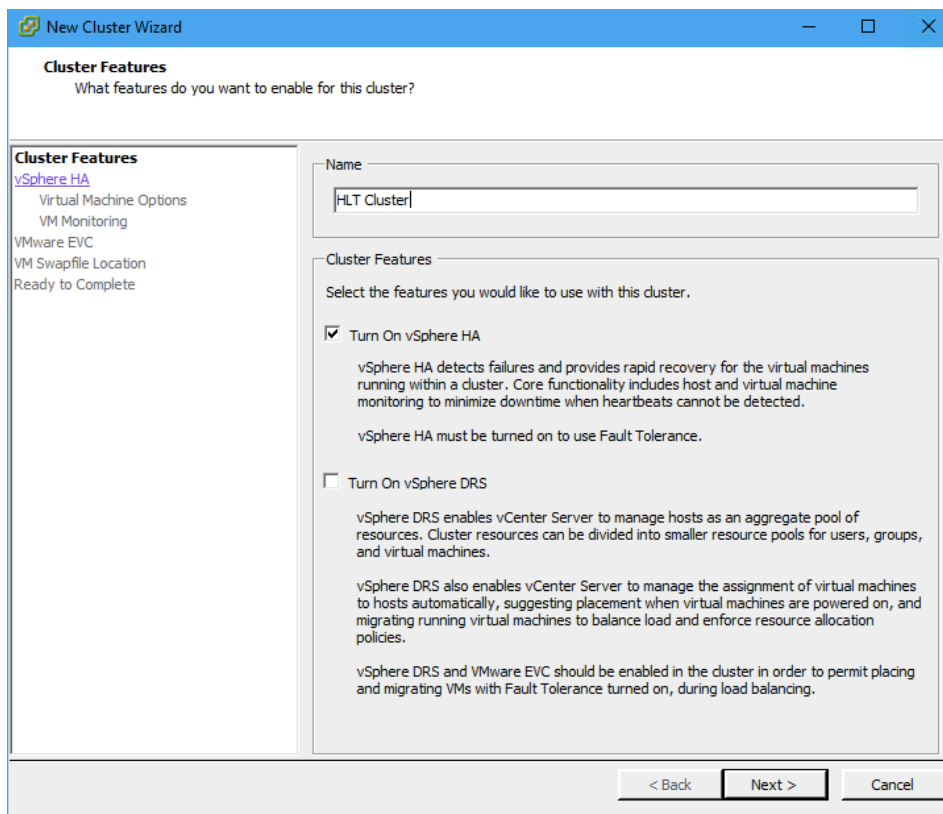 New Cluster Wizard
Cluster Features
What features do you want to enable for this cluster?
Cluster Features
vSphere HA
Virtual Machine Options
VM Monitoring
VMware EVC
VM Swapfile Location
Ready to Complete
Name
HLT Cluster
Cluster Features
Select the features you would like to use with this cluster.
Turn On vSphere HA
vSphere HA detects failures and provides rapid recovery for the virtual machines
running within a cluster. Core functionality includes host and virtual machine
monitoring to minimize downtime when heartbeats cannot be detected.
vSphere HA must be turned on to use Fault Tolerance.
Turn On vSphere DRS
vSphere DRS enables vCenter Server to manage hosts as an aggregate pool of
resources. Cluster resources can be divided into smaller resource pools for users, groups,
and virtual machines.
vSphere DRS also enables vCenter Server to manage the assignment of virtual machines
to hosts automatically, suggesting placement when virtual machines are powered on, and
migrating running virtual machines to balance load and enforce resource allocation
policies.
vSphere DRS and VMware EVC should be enabled in the cluster in order to permit placing
and migrating VMs with Fault Tolerance turned on, during load balancing.
< Back
Next >
Cancel